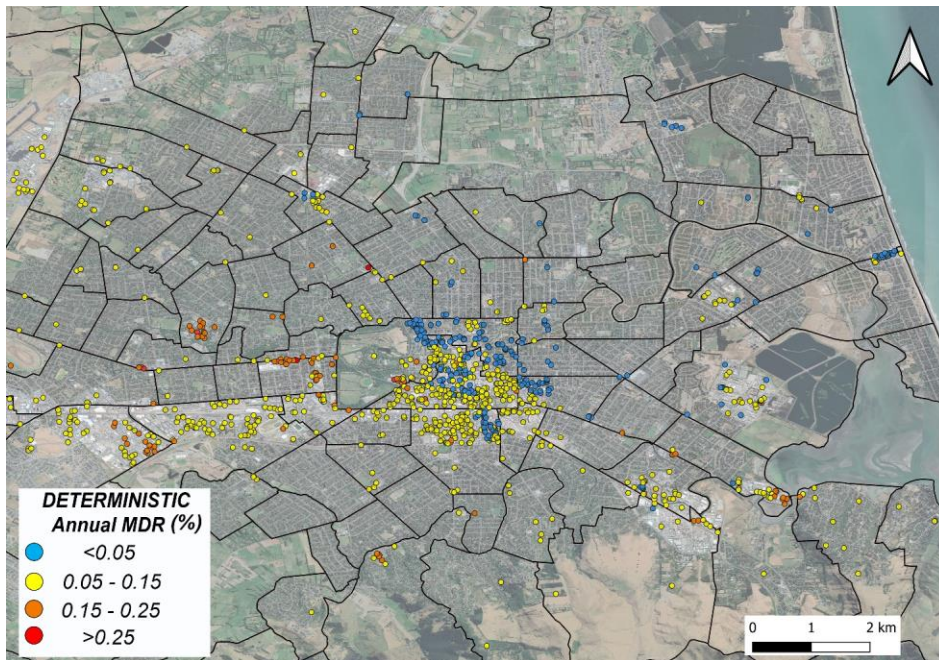 DETERMINISTIC
Annual MDR (%)
<0.05
0.05 - 0.15
0.15 - 0.25
>0.25
0 1 2 km